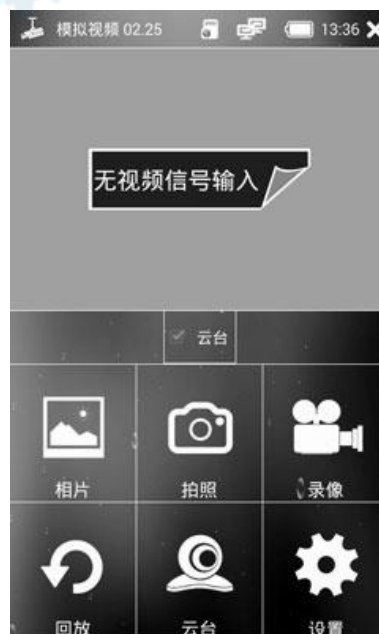 模拟视频 02.25 13:36
无视频信号输入
云台
相片 拍照 录像
回放 云台 设置